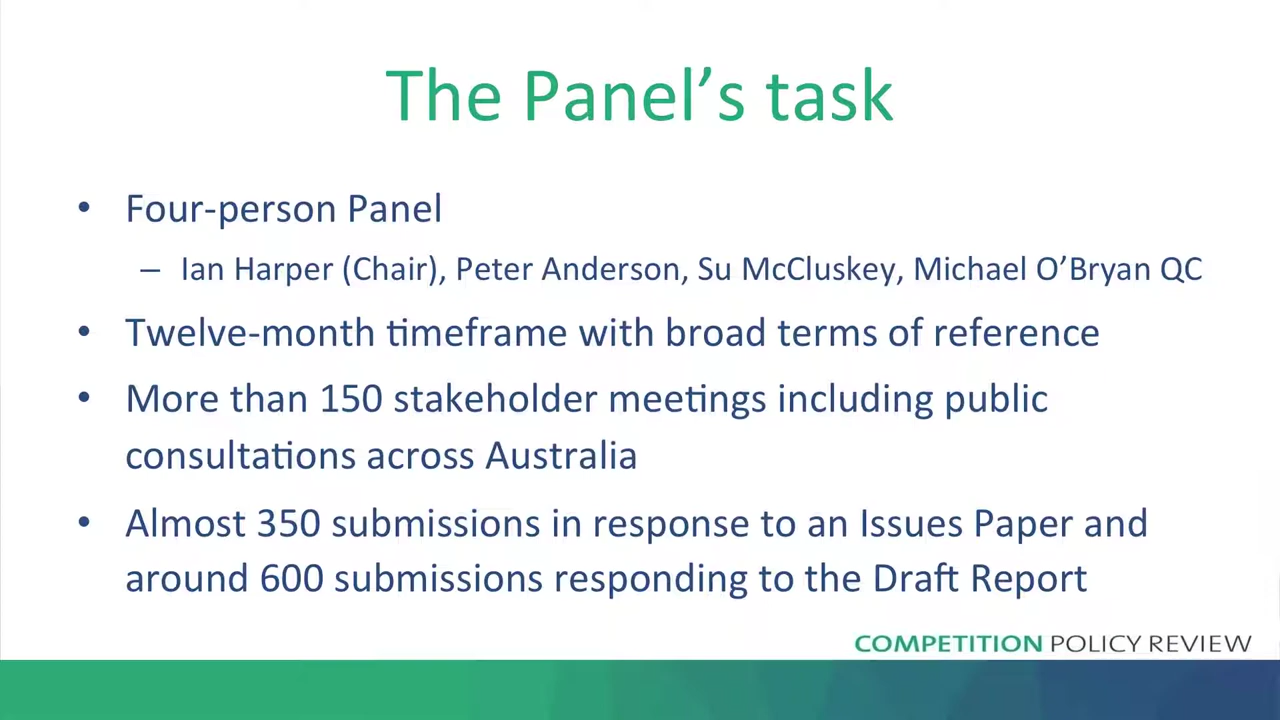 The Panel’s task
• Four-person Panel
– Ian Harper (Chair), Peter Anderson, Su McCluskey, Michael O’Bryan QC
• Twelve-month timeframe with broad terms of reference
• More than 150 stakeholder meetings including public
consultations across Australia
• Almost 350 submissions in response to an Issues Paper and
around 600 submissions responding to the Draft Report
COMPETITION POLICY REVIEW